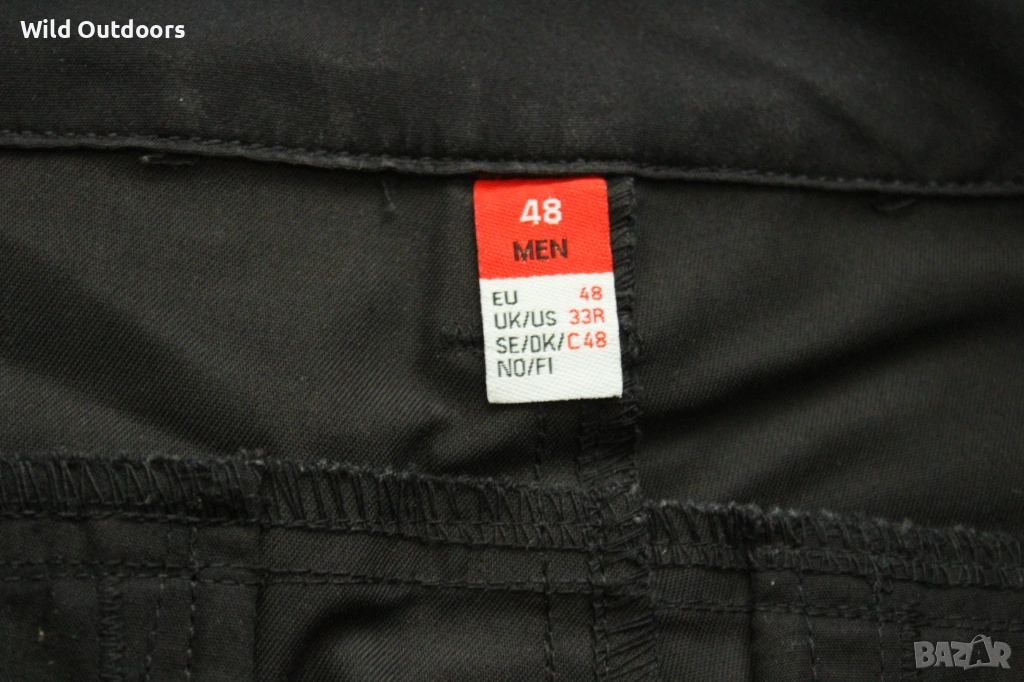 Wild Outdoors
48
MEN
EU 48
UK/US 33R
SE/DK/ C48
NO/FI
BAZAR